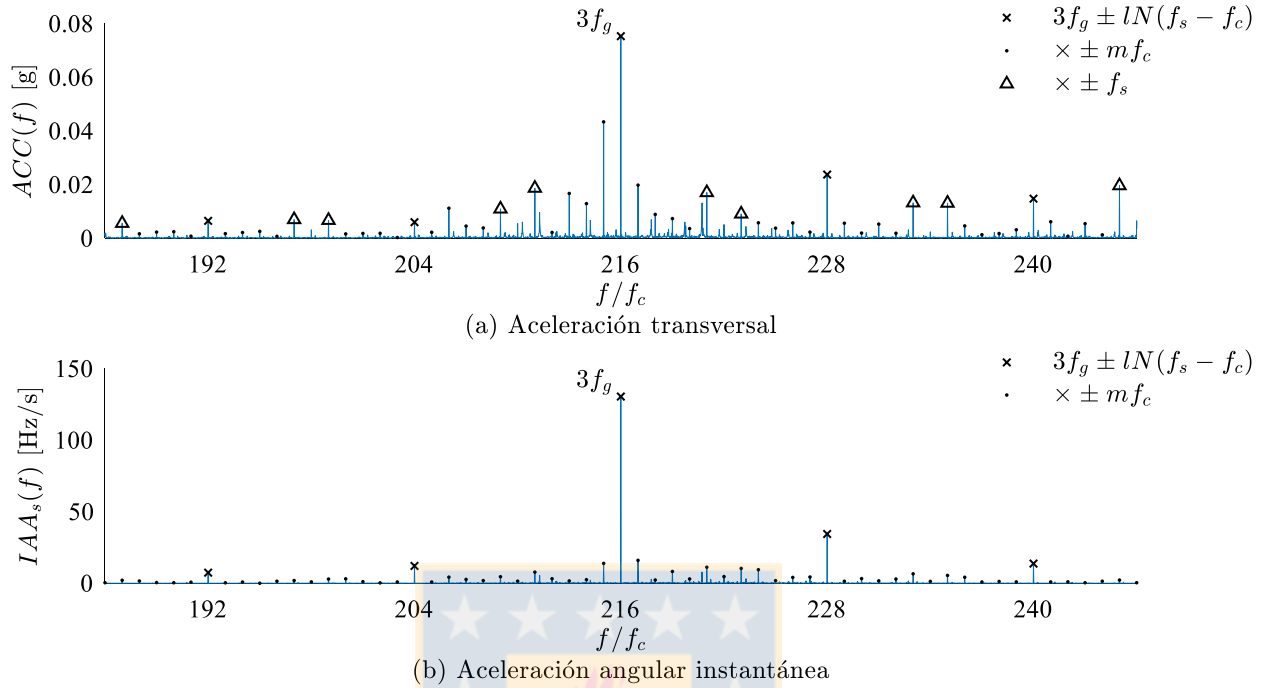 3f_g
× 3f_g ± lN(f_s − f_c)
• × ± mf_c
△ × ± f_s
ACC(f) [g]
0.08
0.06
0.04
0.02
0
192 204 216 228 240
f/f_c
(a) Aceleración transversal
3f_g
× 3f_g ± lN(f_s − f_c)
• × ± mf_c
IAA_s(f) [Hz/s]
150
100
50
0
192 204 216 228 240
f/f_c
(b) Aceleración angular instantánea